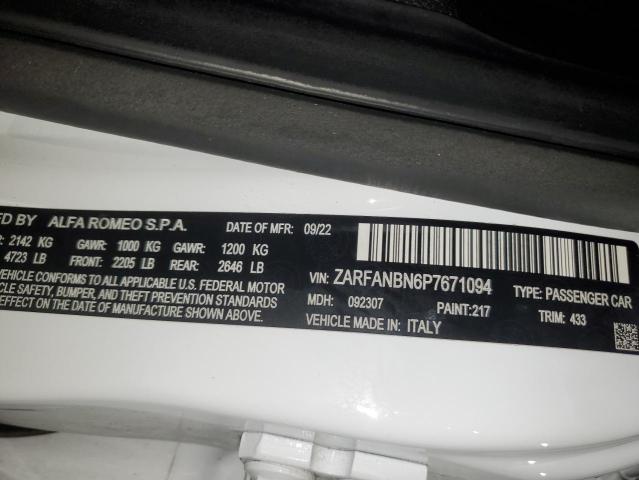 FD BY ALFA ROMEO S.P.A. DATE OF MFR: 09/22
: 2142 KG GAWR: 1000 KG GAWR: 1200 KG
4723 LB FRONT: 2205 LB REAR: 2646 LB
VEHICLE CONFORMS TO ALL APPLICABLE U.S. FEDERAL MOTOR
CLE SAFETY, BUMPER, AND THEFT PREVENTION STANDARDS
EFFECT ON THE DATE OF MANUFACTURE SHOWN ABOVE.
VIN: ZARFANBN6P7671094 TYPE: PASSENGER CAR
MDH: 092307 PAINT: 217 TRIM: 433
VEHICLE MADE IN: ITALY